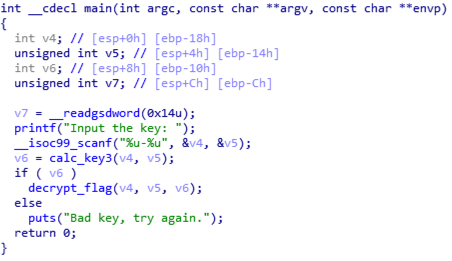 int __cdecl main(int argc, const char **argv, const char **envp)
{
int v4; // [esp+0h] [ebp-18h]
unsigned int v5; // [esp+4h] [ebp-14h]
int v6; // [esp+8h] [ebp-10h]
unsigned int v7; // [esp+Ch] [ebp-Ch]
v7 = __readgsdword(0x14u);
printf("Input the key: ");
__isoc99_scanf("%u-%u", &v4, &v5);
v6 = calc_key3(v4, v5);
if ( v6 )
decrypt_flag(v4, v5, v6);
else
puts("Bad key, try again.");
return 0;
}